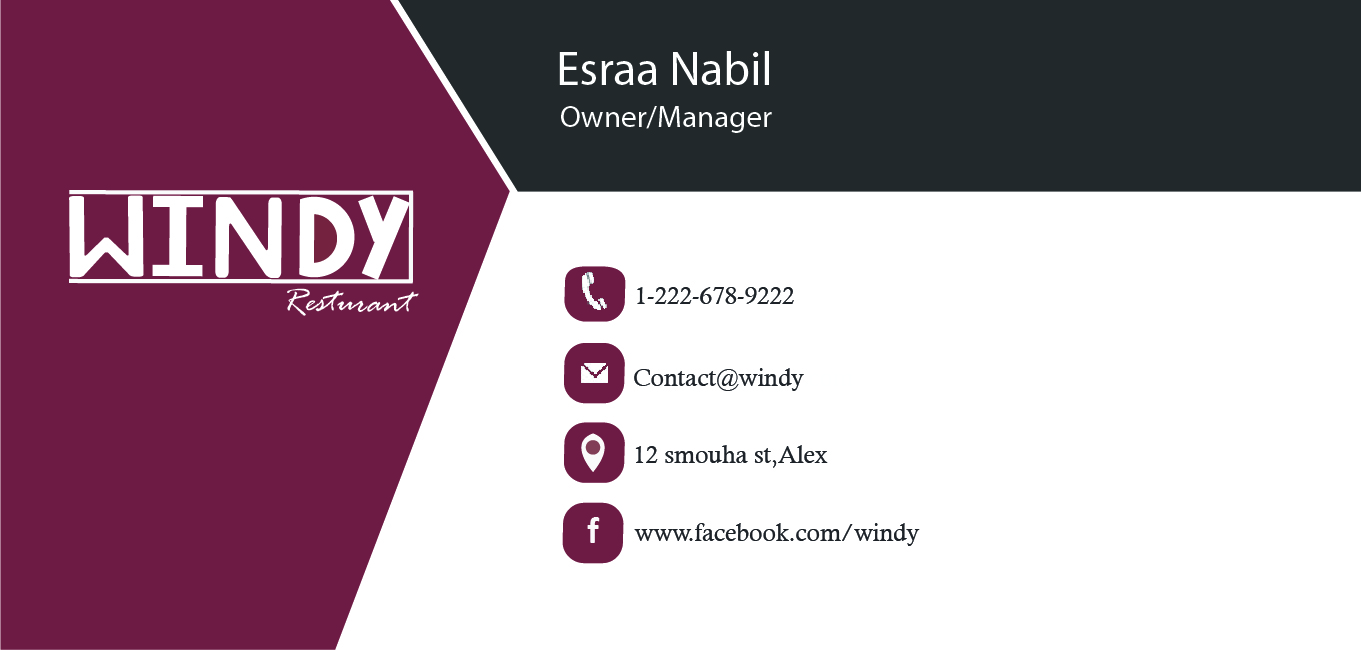 Esraa Nabil
Owner/Manager
WINDY
Resturant
1-222-678-9222
Contact@windy
12 smouha st,Alex
f
www.facebook.com/windy